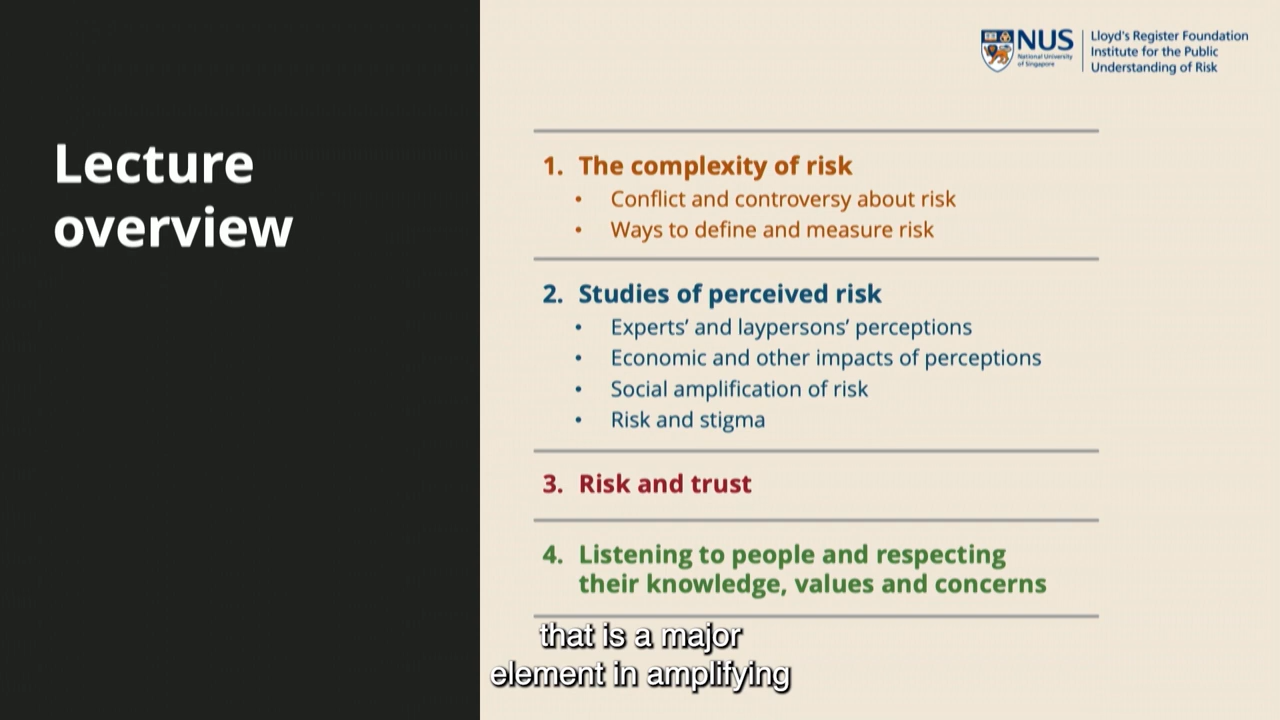 NUS
National University
of Singapore
Lloyd's Register Foundation
Institute for the Public
Understanding of Risk
Lecture
overview
1. The complexity of risk
• Conflict and controversy about risk
• Ways to define and measure risk
2. Studies of perceived risk
• Experts’ and laypersons’ perceptions
• Economic and other impacts of perceptions
• Social amplification of risk
• Risk and stigma
3. Risk and trust
4. Listening to people and respecting
their knowledge, values and concerns
that is a major
element in amplifying